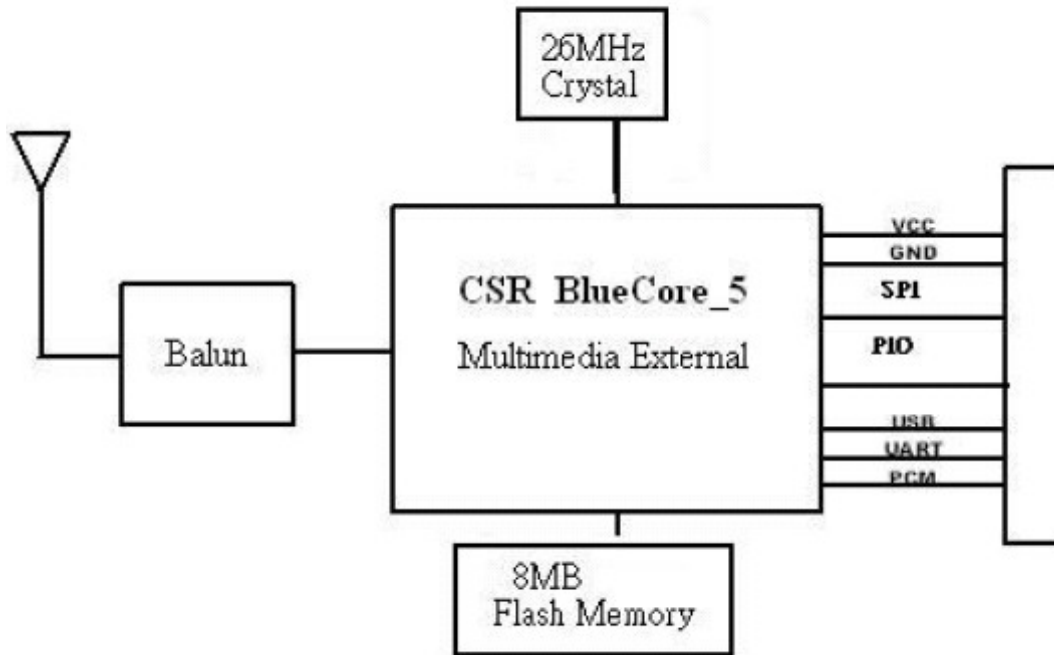 26MHz
Crystal
CSR BlueCore_5
Multimedia External
Balun
VCC
GND
SPI
PIO
USB
UART
PCM
8MB
Flash Memory